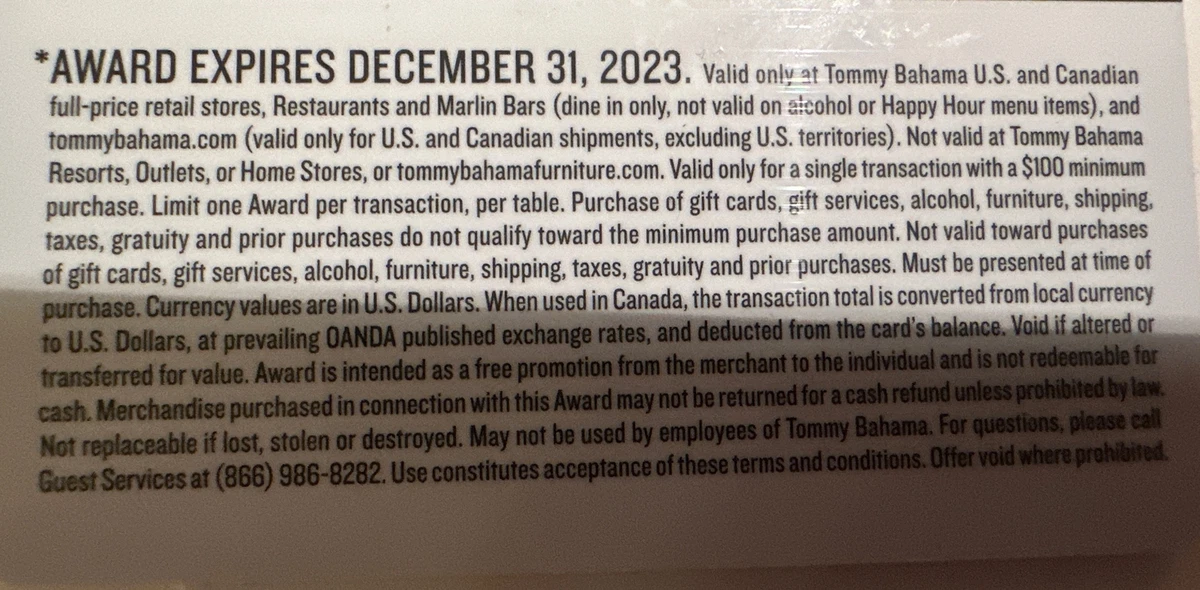 *AWARD EXPIRES DECEMBER 31, 2023. Valid only at Tommy Bahama U.S. and Canadian
full-price retail stores, Restaurants and Marlin Bars (dine in only, not valid on alcohol or Happy Hour menu items), and
tommybahama.com (valid only for U.S. and Canadian shipments, excluding U.S. territories). Not valid at Tommy Bahama
Resorts, Outlets, or Home Stores, or tommybahamafurniture.com. Valid only for a single transaction with a $100 minimum
purchase. Limit one Award per transaction, per table. Purchase of gift cards, gift services, alcohol, furniture, shipping,
taxes, gratuity and prior purchases do not qualify toward the minimum purchase amount. Not valid toward purchases
of gift cards, gift services, alcohol, furniture, shipping, taxes, gratuity and prior purchases. Must be presented at time of
purchase. Currency values are in U.S. Dollars. When used in Canada, the transaction total is converted from local currency
to U.S. Dollars, at prevailing OANDA published exchange rates, and deducted from the card's balance. Void if altered or
transferred for value. Award is intended as a free promotion from the merchant to the individual and is not redeemable for
cash. Merchandise purchased in connection with this Award may not be returned for a cash refund unless prohibited by law.
Not replaceable if lost, stolen or destroyed. May not be used by employees of Tommy Bahama. For questions, please call
Guest Services at (866) 986-8282. Use constitutes acceptance of these terms and conditions. Offer void where prohibited.